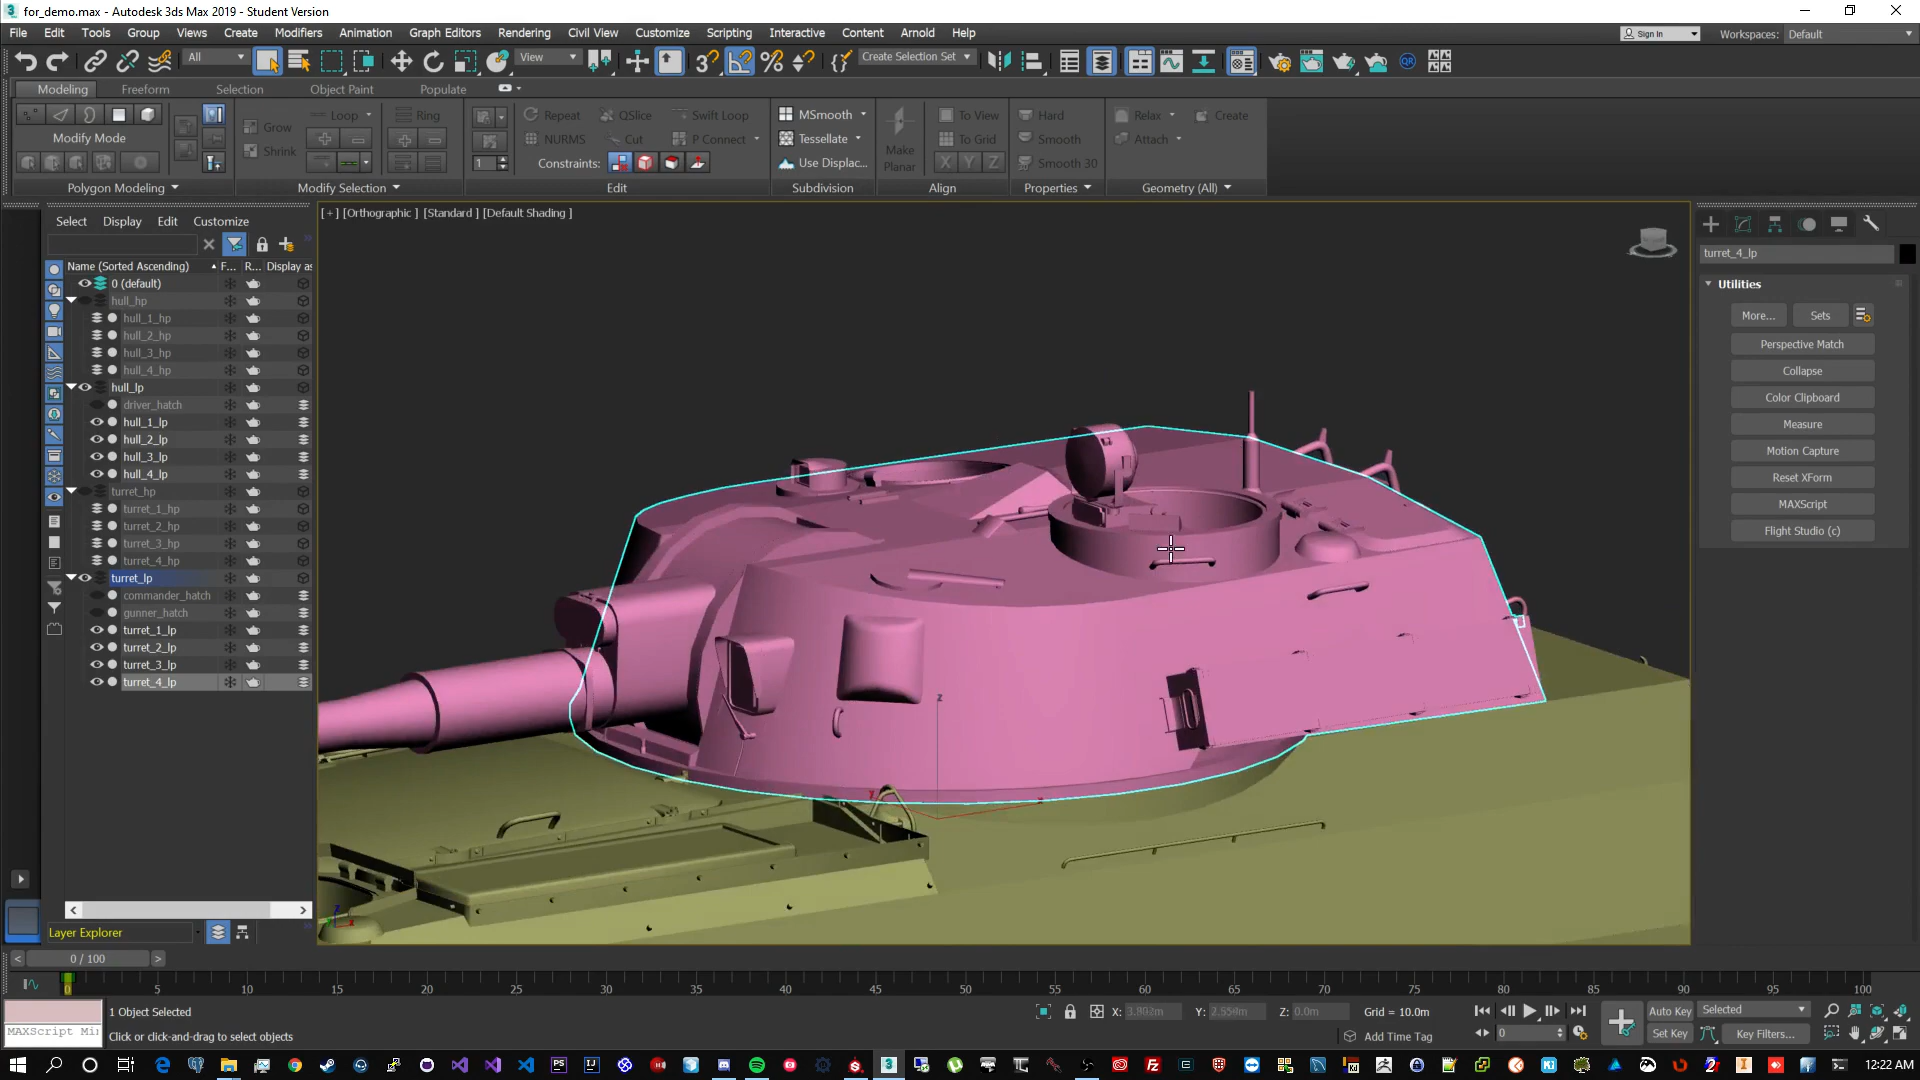 for_demo.max - Autodesk 3ds Max 2019 - Student Version
File Edit Tools Group Views Create Modifiers Animation Graph Editors Rendering Civil View Customize Scripting Interactive Content Arnold Help
Sign In
Workspaces: Default
All
View
Create Selection Set
Modeling Freeform Selection Object Paint Populate
Modify Mode
Polygon Modeling
Grow
Shrink
Loop
Ring
Modify Selection
Repeat QSlice Swift Loop
NURMS Cut P Connect
1 Constraints:
Edit
MSmooth
Tessellate
Use Displac...
Subdivision
Make Planar
To View
To Grid
X Y Z
Align
Hard
Smooth
Smooth 30
Properties
Relax Create
Attach
Geometry (All)
Select Display Edit Customize
Name (Sorted Ascending) F... R... Display as
0 (default)
hull_hp
hull_1_hp
hull_2_hp
hull_3_hp
hull_4_hp
hull_lp
driver_hatch
hull_1_lp
hull_2_lp
hull_3_lp
hull_4_lp
turret_hp
turret_1_hp
turret_2_hp
turret_3_hp
turret_4_hp
turret_lp
commander_hatch
gunner_hatch
turret_1_lp
turret_2_lp
turret_3_lp
turret_4_lp
Layer Explorer
[ + ] [Orthographic ] [Standard ] [Default Shading ]
turret_4_lp
Utilities
More... Sets
Perspective Match
Collapse
Color Clipboard
Measure
Motion Capture
Reset XForm
MAXScript
Flight Studio (c)
0 / 100
0 5 10 15 20 25 30 35 40 45 50 55 60 65 70 75 80 85 90 95 100
1 Object Selected
MAXScript Mi
Click or click-and-drag to select objects
X: 3.802m Y: 2.554m Z: 0.0m Grid = 10.0m
Add Time Tag
0
Auto Key Selected
Set Key Key Filters...
12:22 AM